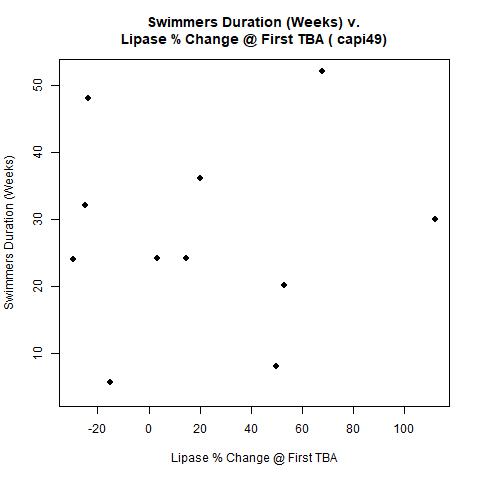 Swimmers Duration (Weeks) v.
Lipase % Change @ First TBA ( capi49)
Swimmers Duration (Weeks)
50
40
30
20
10
-20 0 20 40 60 80 100
Lipase % Change @ First TBA